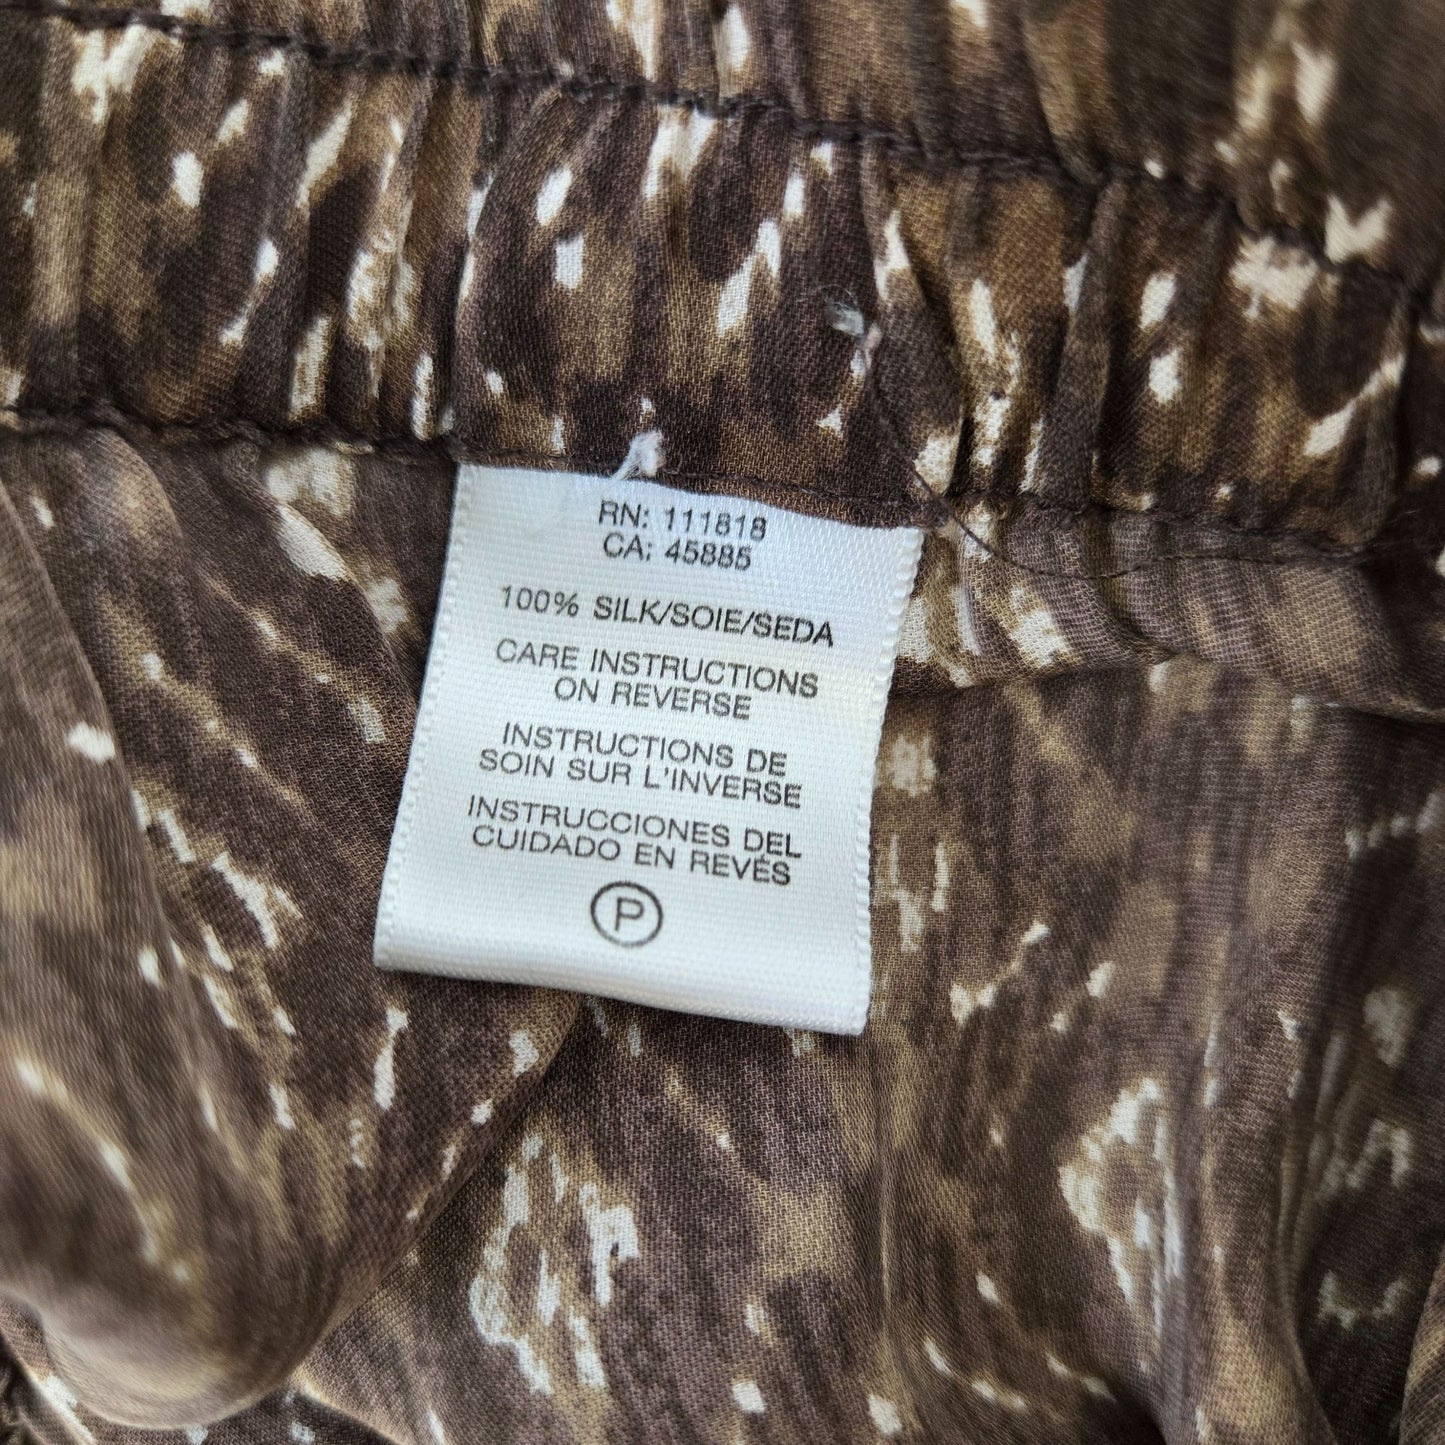 RN: 111818
CA: 45885
100% SILK/SOIE/SEDA
CARE INSTRUCTIONS
ON REVERSE
INSTRUCTIONS DE
SOIN SUR L'INVERSE
INSTRUCCIONES DEL
CUIDADO EN REVÉS
P